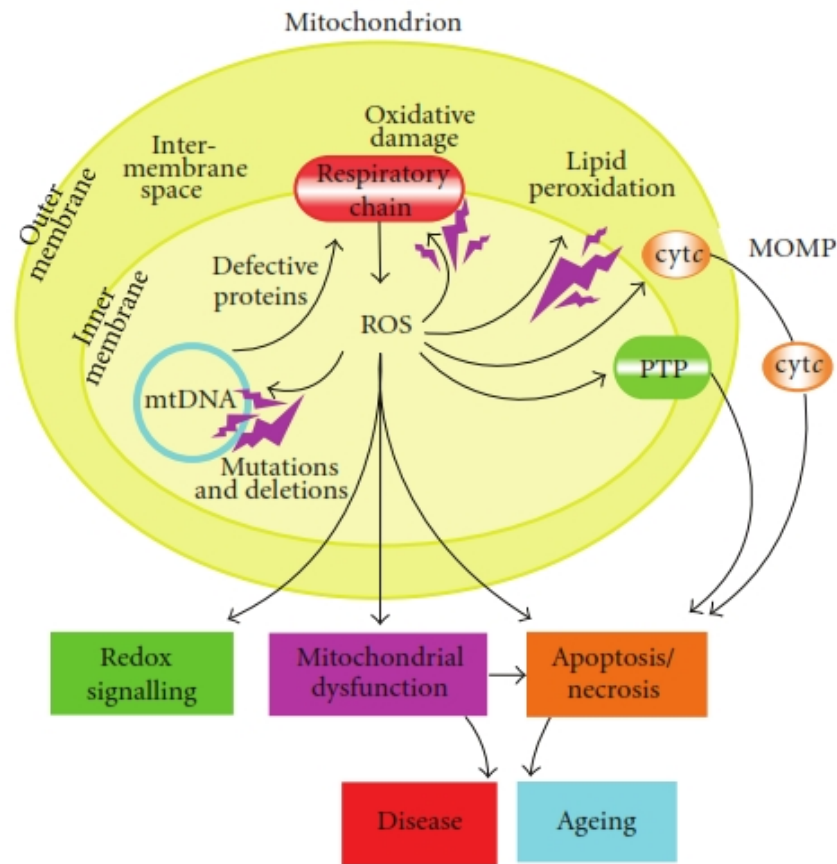 Mitochondrion
Oxidative
damage
Inter-
membrane
space
Lipid
peroxidation
Outer
membrane
Respiratory
chain
cytc
MOMP
Defective
proteins
Inner
membrane
ROS
cytc
PTP
mtDNA
Mutations
and deletions
Redox
signalling
Mitochondrial
dysfunction
Apoptosis/
necrosis
Disease
Ageing